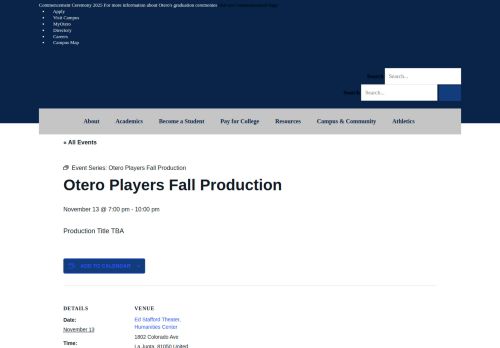 Commencement Ceremony 2025 For more information about Otero's graduation ceremonies
Apply
Visit Campus
MyOtero
Directory
Careers
Campus Map
Search Search...
Search Search...
About Academics Become a Student Pay for College Resources Campus & Community Athletics
« All Events
Event Series: Otero Players Fall Production
Otero Players Fall Production
November 13 @ 7:00 pm - 10:00 pm
Production Title TBA
ADD TO CALENDAR
DETAILS
Date:
November 13
Time:
VENUE
Ed Stafford Theater,
Humanities Center
1802 Colorado Ave
La Junta, 81050 United